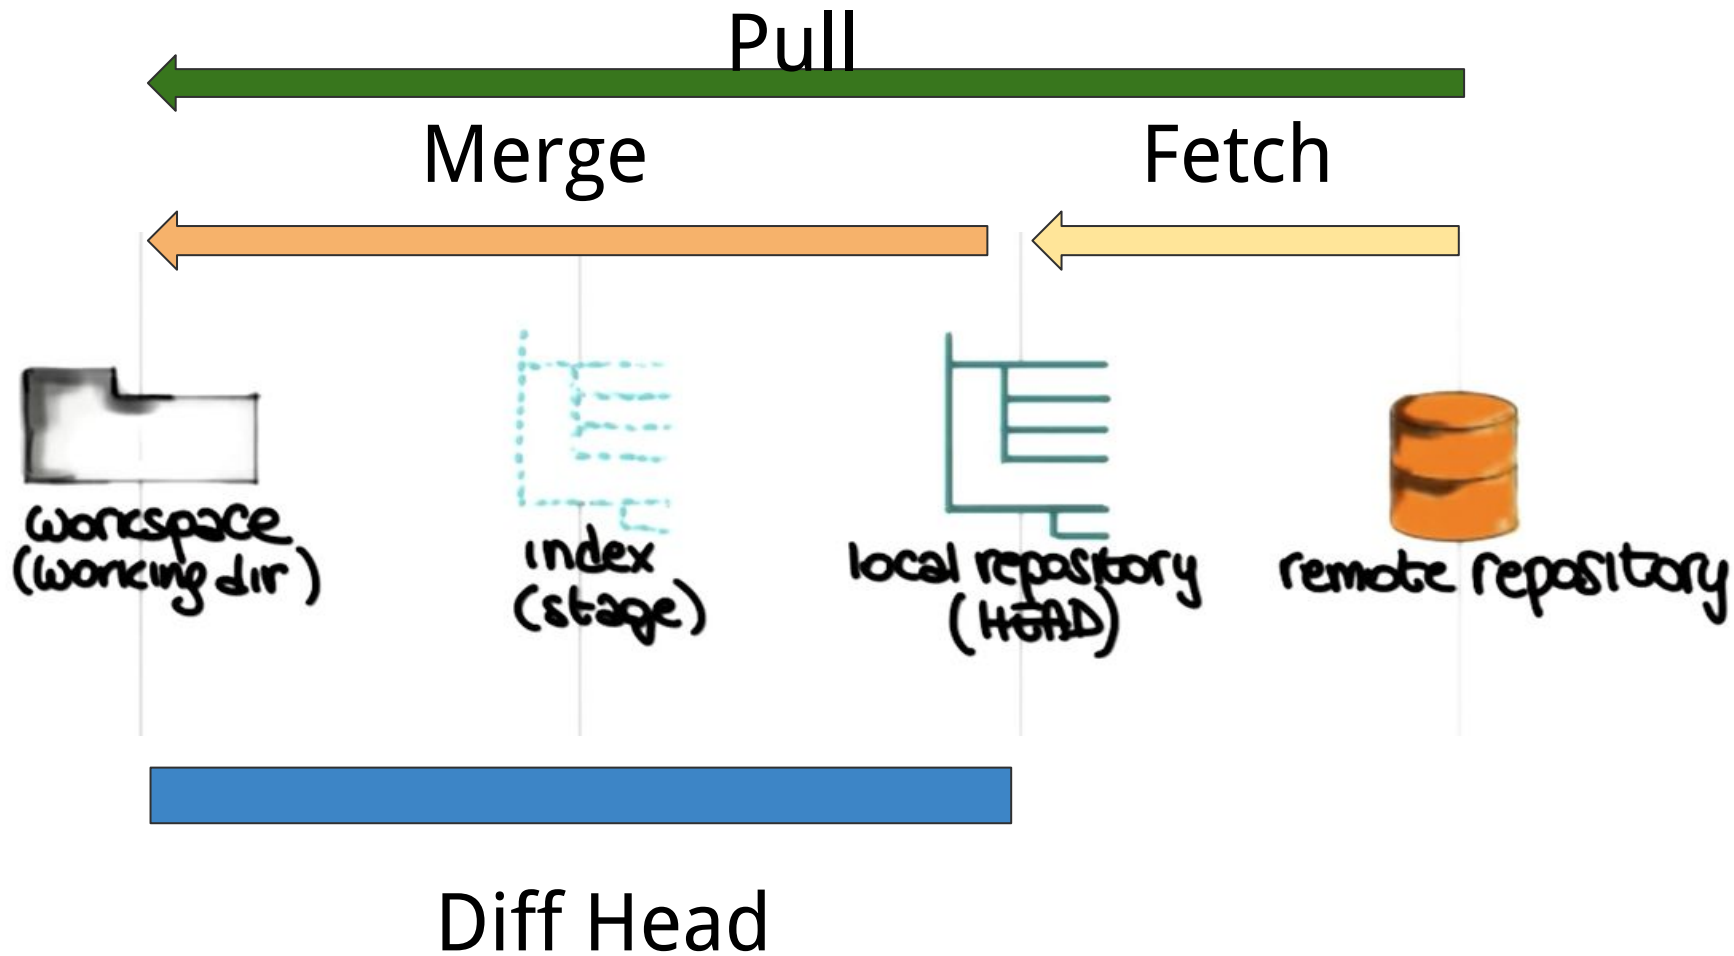 Pull
Merge
Fetch
workspace
(working dir)
index
(stage)
local repository
(HEAD)
remote repository
Diff Head